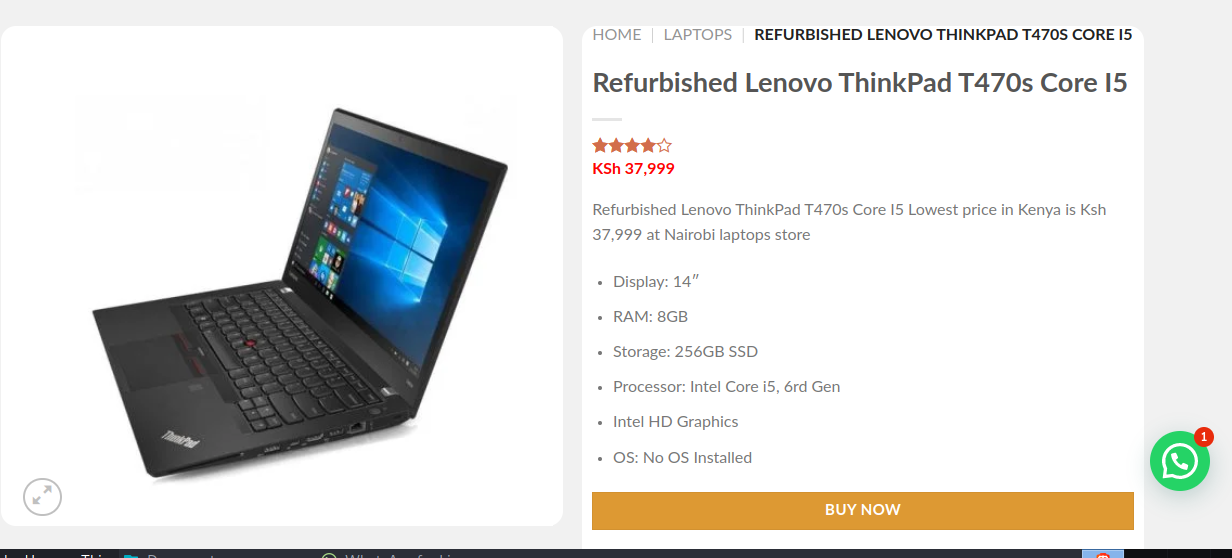 HOME | LAPTOPS | REFURBISHED LENOVO THINKPAD T470S CORE I5
Refurbished Lenovo ThinkPad T470s Core I5
KSh 37,999
Refurbished Lenovo ThinkPad T470s Core I5 Lowest price in Kenya is Ksh
37,999 at Nairobi laptops store
Display: 14″
RAM: 8GB
Storage: 256GB SSD
Processor: Intel Core i5, 6rd Gen
Intel HD Graphics
OS: No OS Installed
BUY NOW
1
ThinkPad